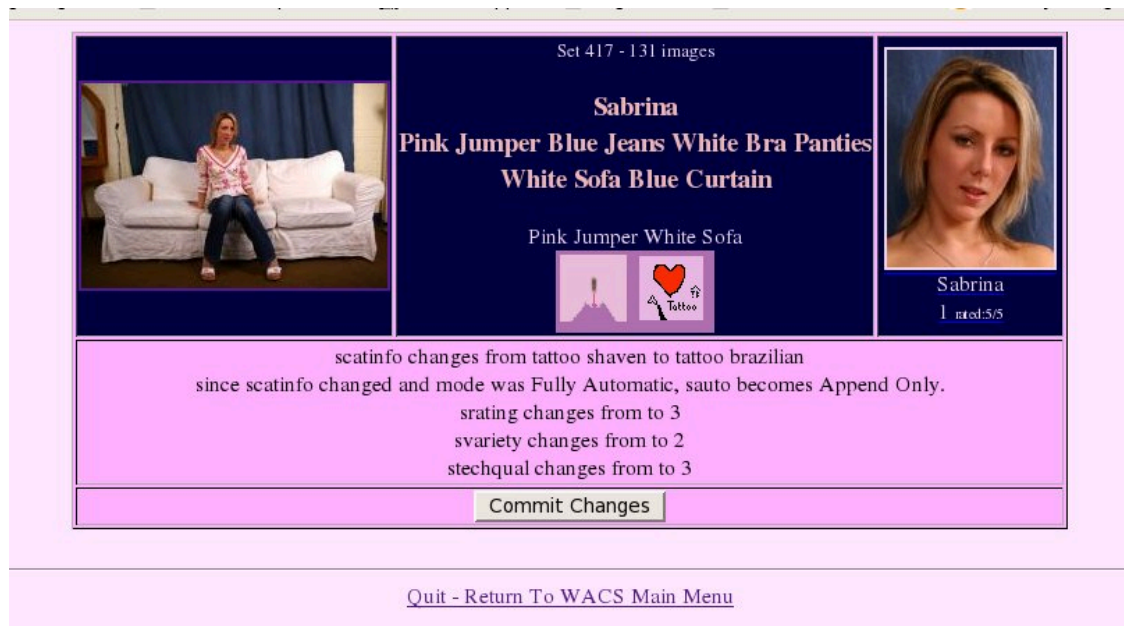 Set 417 - 131 images
Sabrina
Pink Jumper Blue Jeans White Bra Panties
White Sofa Blue Curtain
Pink Jumper White Sofa
Tattoo
Sabrina
1 rated:5/5
scatinfo changes from tattoo shaven to tattoo brazilian
since scatinfo changed and mode was Fully Automatic, sauto becomes Append Only.
srating changes from to 3
svariety changes from to 2
stechqual changes from to 3
Commit Changes
Quit - Return To WACS Main Menu